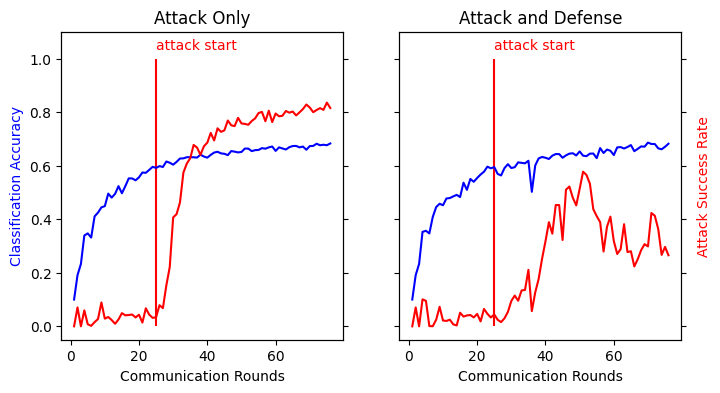 Attack Only
Attack and Defense
attack start
attack start
1.0
0.8
0.6
0.4
0.2
0.0
Classification Accuracy
Attack Success Rate
0
20
40
60
0
20
40
60
Communication Rounds
Communication Rounds